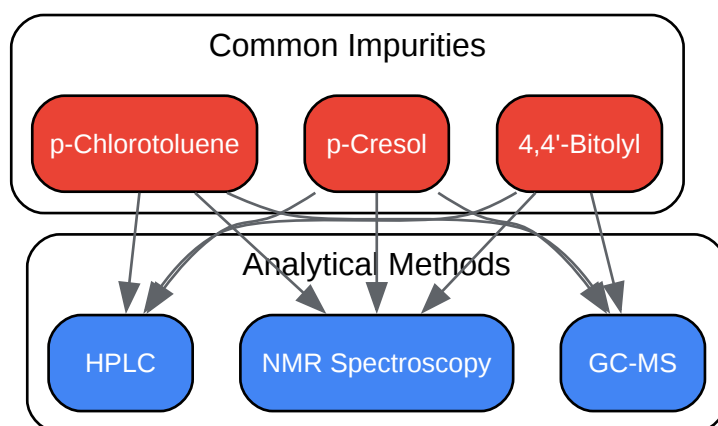 Common Impurities
p-Chlorotoluene
p-Cresol
4,4'-Bitolyl
Analytical Methods
HPLC
NMR Spectroscopy
GC-MS